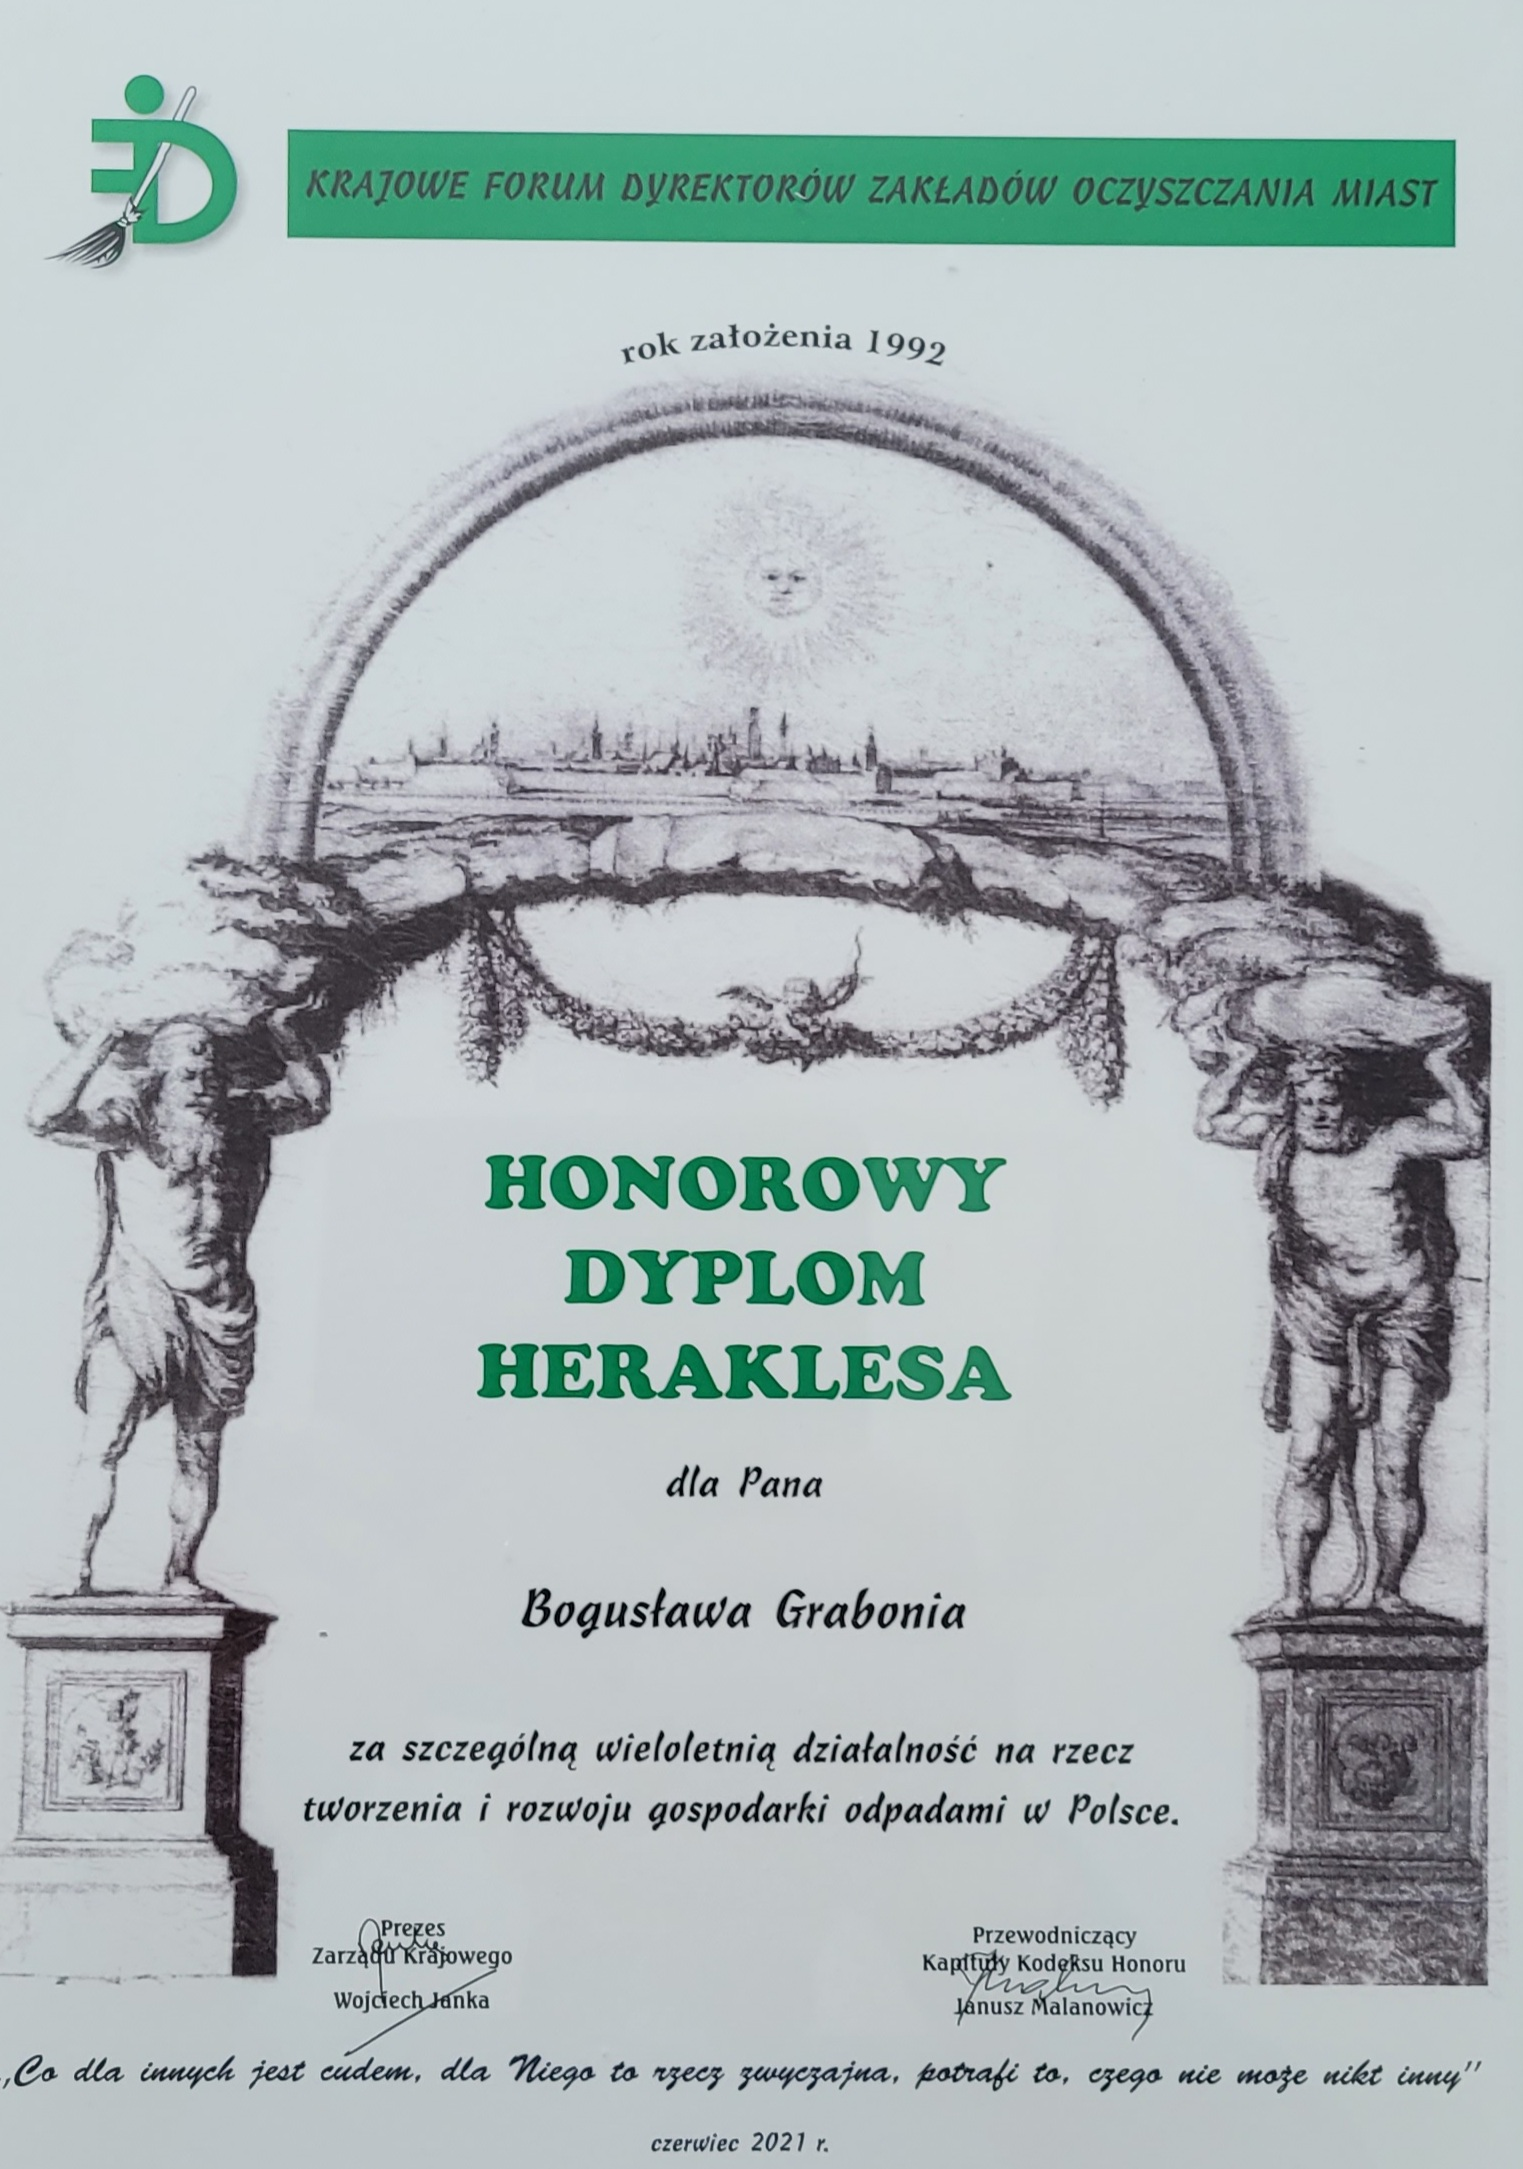 KRAJOWE FORUM DYREKTORÓW ZAKŁADÓW OCZYSZCZANIA MIAST
rok założenia 1992
HONOROWY
DYPLOM
HERAKLESA
dla Pana
Bogusława Grabonia
za szczególną wieloletnią działalność na rzecz
tworzenia i rozwoju gospodarki odpadami w Polsce.
Prezes
Zarządu Krajowego
Wojciech Janka
Przewodniczący
Kapituły Kodeksu Honoru
Janusz Malanowicz
„Co dla innych jest cudem, dla Niego to rzecz zwyczajna, potrafi to, czego nie może nikt inny"
czerwiec 2021 r.